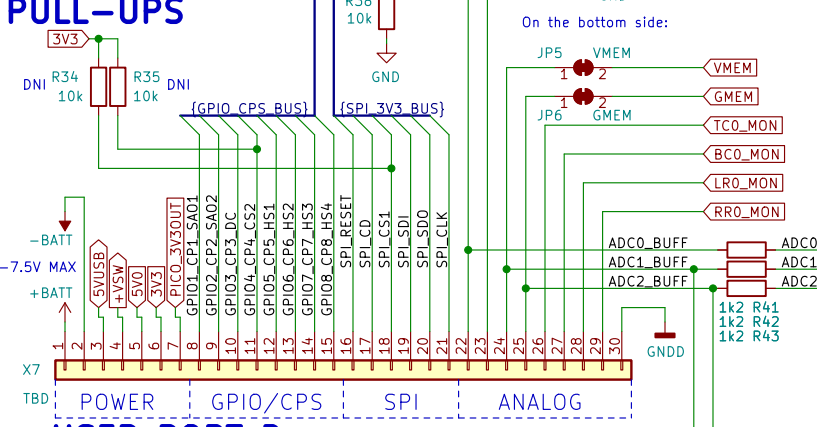 PULL-UPS
3V3
DNI R34 10k
R35 10k DNI
R38
10k
GND
On the bottom side:
JP5 VMEM
1 2
VMEM
GMEM
1 2
JP6 GMEM
TC0_MON
BC0_MON
LR0_MON
RR0_MON
{GPIO_CPS_BUS} {SPI_3V3_BUS}
-BATT
-7.5V MAX
+BATT
5VUSB
+VSW
5V0
3V3
PICO_3V3OUT
GPIO1_CP1_SAO1
GPIO2_CP2_SAO2
GPIO3_CP3_DC
GPIO4_CP4_CS2
GPIO5_CP5_HS1
GPIO6_CP6_HS2
GPIO7_CP7_HS3
GPIO8_CP8_HS4
SPI_RESET
SPI_CD
SPI_CS1
SPI_SDI
SPI_SDO
SPI_CLK
ADC0_BUFF ADC0
ADC1_BUFF ADC1
ADC2_BUFF ADC2
1k2 R41
1k2 R42
1k2 R43
GNDD
1 2 3 4 5 6 7 8 9 10 11 12 13 14 15 16 17 18 19 20 21 22 23 24 25 26 27 28 29 30
X7
TBD
POWER GPIO/CPS SPI ANALOG